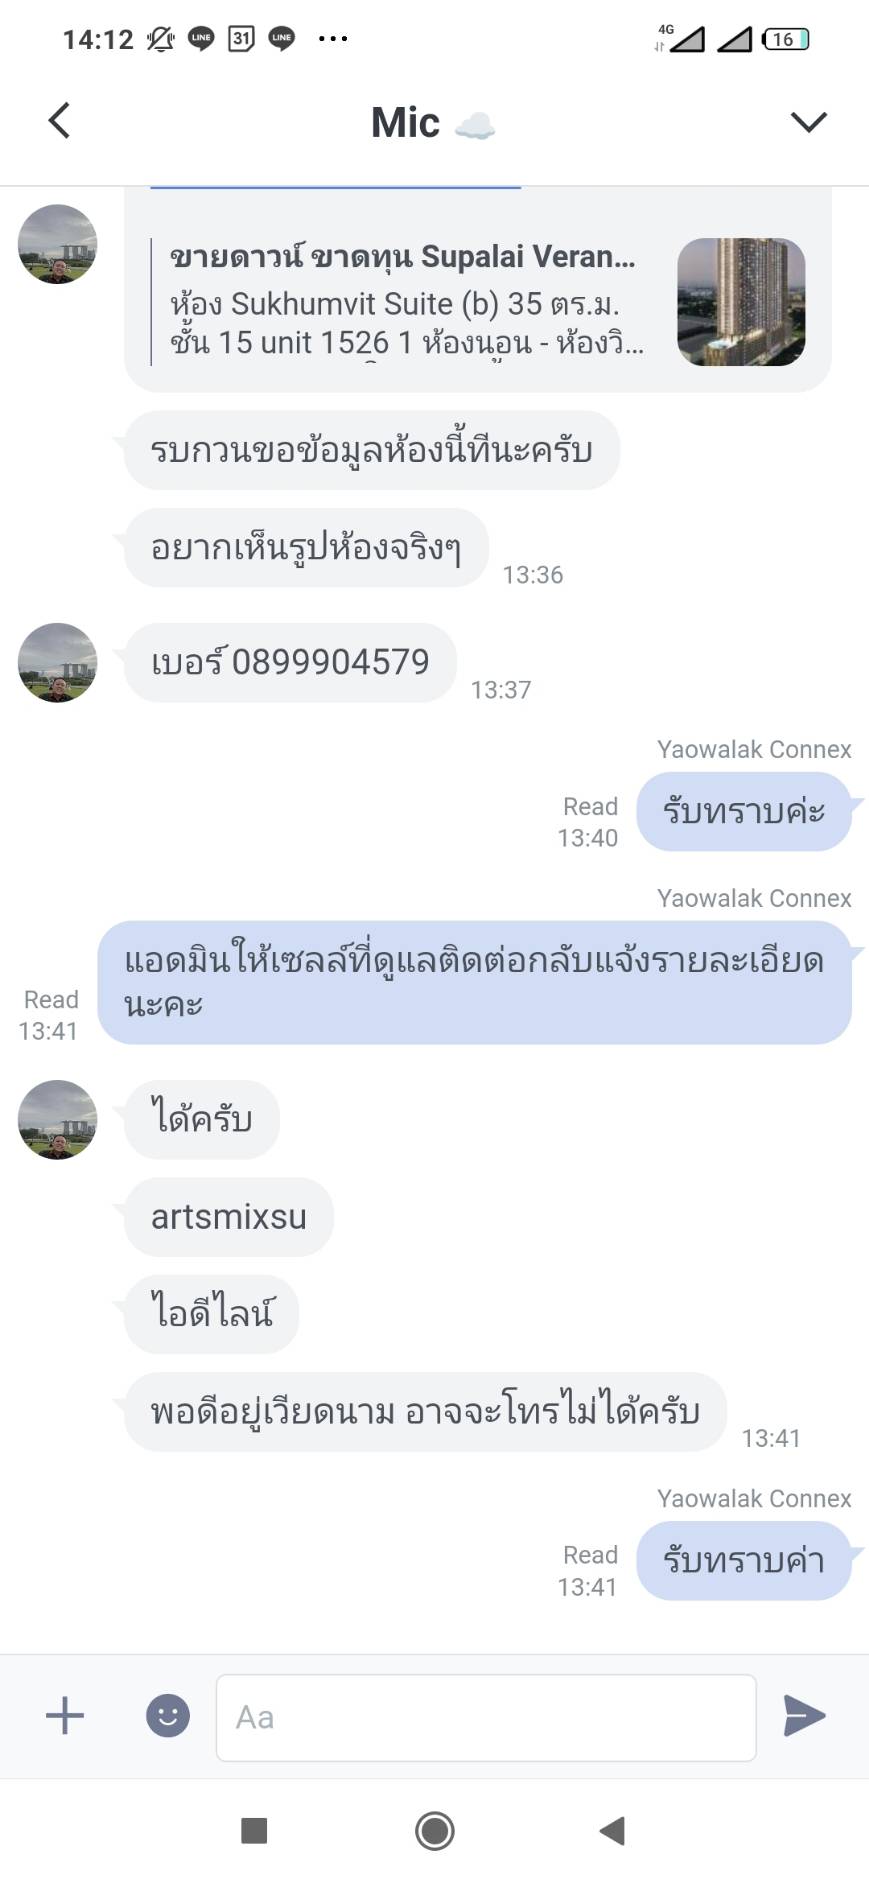 14:12
LINE
31
LINE
4G
16
Mic
ขายดาวน์ ขาดทุน Supalai Veran...
ห้อง Sukhumvit Suite (b) 35 ตร.ม.
ชั้น 15 unit 1526 1 ห้องนอน - ห้องวิ...
รบกวนขอข้อมูลห้องนี้ทีนะครับ
อยากเห็นรูปห้องจริงๆ
13:36
เบอร์ 0899904579
13:37
Yaowalak Connex
รับทราบค่ะ
Read
13:40
Yaowalak Connex
แอดมินให้เซลล์ที่ดูแลติดต่อกลับแจ้งรายละเอียด
นะคะ
Read
13:41
ได้ครับ
artsmixsu
ไอดีไลน์
พอดีอยู่เวียดนาม อาจจะโทรไม่ได้ครับ
13:41
Yaowalak Connex
รับทราบค่า
Read
13:41
Aa